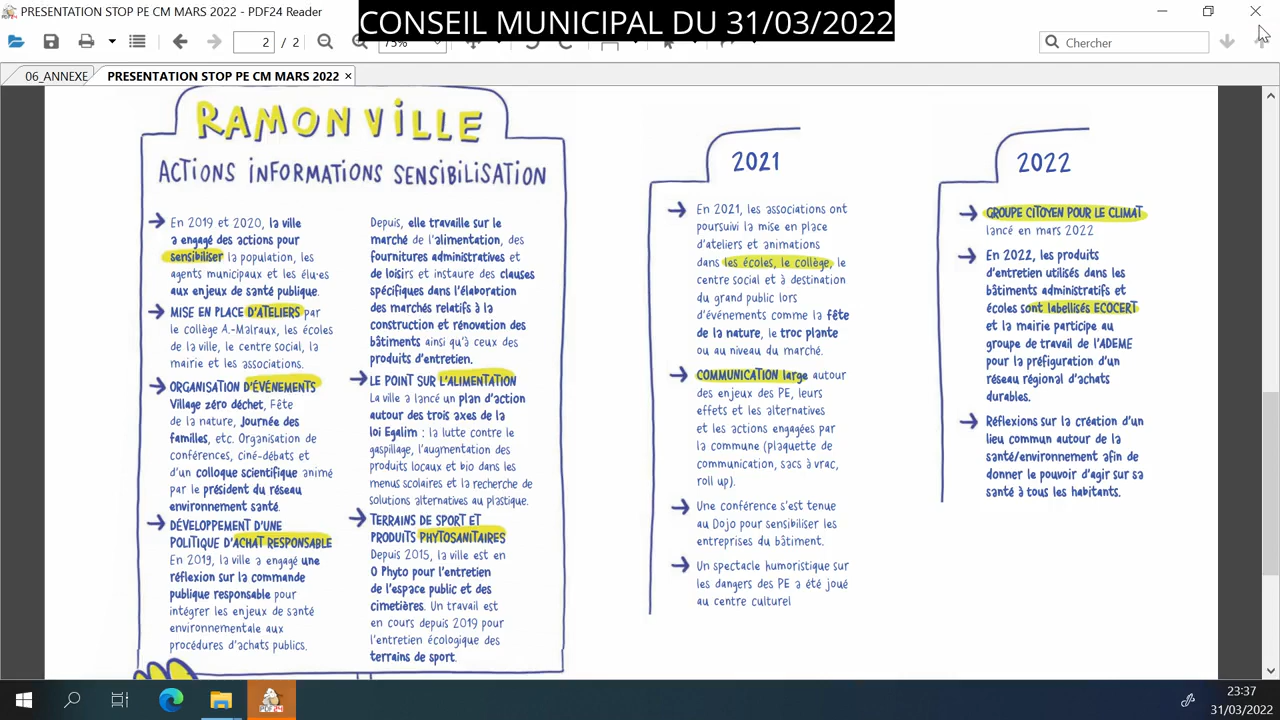 PRESENTATION STOP PE CM MARS 2022 - PDF24 Reader
CONSEIL MUNICIPAL DU 31/03/2022
2 / 2
Chercher
06_ANNEXE
PRESENTATION STOP PE CM MARS 2022 ×
RAMONVILLE
ACTIONS INFORMATIONS SENSIBILISATION
En 2019 et 2020, la ville
a engagé des actions pour
sensibiliser la population, les
agents municipaux et les élu·es
aux enjeux de santé publique.
MISE EN PLACE D'ATELIERS par
le collège A.-Malraux, les écoles
de la ville, le centre social, la
mairie et les associations.
ORGANISATION D'ÉVÉNEMENTS
Village zéro déchet, Fête
de la nature, Journée des
familles, etc. Organisation de
conférences, ciné-débats et
d'un colloque scientifique animé
par le président du réseau
environnement santé.
DÉVELOPPEMENT D'UNE
POLITIQUE D'ACHAT RESPONSABLE
En 2019, la ville a engagé une
réflexion sur la commande
publique responsable pour
intégrer les enjeux de santé
environnementale aux
procédures d'achats publics.
Depuis, elle travaille sur le
marché de l'alimentation, des
fournitures administratives et
de loisirs et instaure des clauses
spécifiques dans l'élaboration
des marchés relatifs à la
construction et rénovation des
bâtiments ainsi qu'à ceux des
produits d'entretien.
LE POINT SUR L'ALIMENTATION
La ville a lancé un plan d'action
autour des trois axes de la
loi Egalim : la lutte contre le
gaspillage, l'augmentation des
produits locaux et bio dans les
menus scolaires et la recherche de
solutions alternatives au plastique.
TERRAINS DE SPORT ET
PRODUITS PHYTOSANITAIRES
Depuis 2015, la ville est en
0 Phyto pour l'entretien
de l'espace public et des
cimetières. Un travail est
en cours depuis 2019 pour
l'entretien écologique des
terrains de sport.
2021
En 2021, les associations ont
poursuivi la mise en place
d'ateliers et animations
dans les écoles, le collège, le
centre social et à destination
du grand public lors
d'événements comme la fête
de la nature, le troc plante
ou au niveau du marché.
COMMUNICATION large autour
des enjeux des PE, leurs
effets et les alternatives
et les actions engagées par
la commune (plaquette de
communication, sacs à vrac,
roll up).
Une conférence s'est tenue
au Dojo pour sensibiliser les
entreprises du bâtiment.
Un spectacle humoristique sur
les dangers des PE a été joué
au centre culturel
2022
GROUPE CITOYEN POUR LE CLIMAT
lancé en mars 2022
En 2022, les produits
d'entretien utilisés dans les
bâtiments administratifs et
écoles sont labellisés ECOCERT
et la mairie participe au
groupe de travail de l'ADEME
pour la préfiguration d'un
réseau régional d'achats
durables.
Réflexions sur la création d'un
lieu commun autour de la
santé/environnement afin de
donner le pouvoir d'agir sur sa
santé à tous les habitants.
23:37
31/03/2022